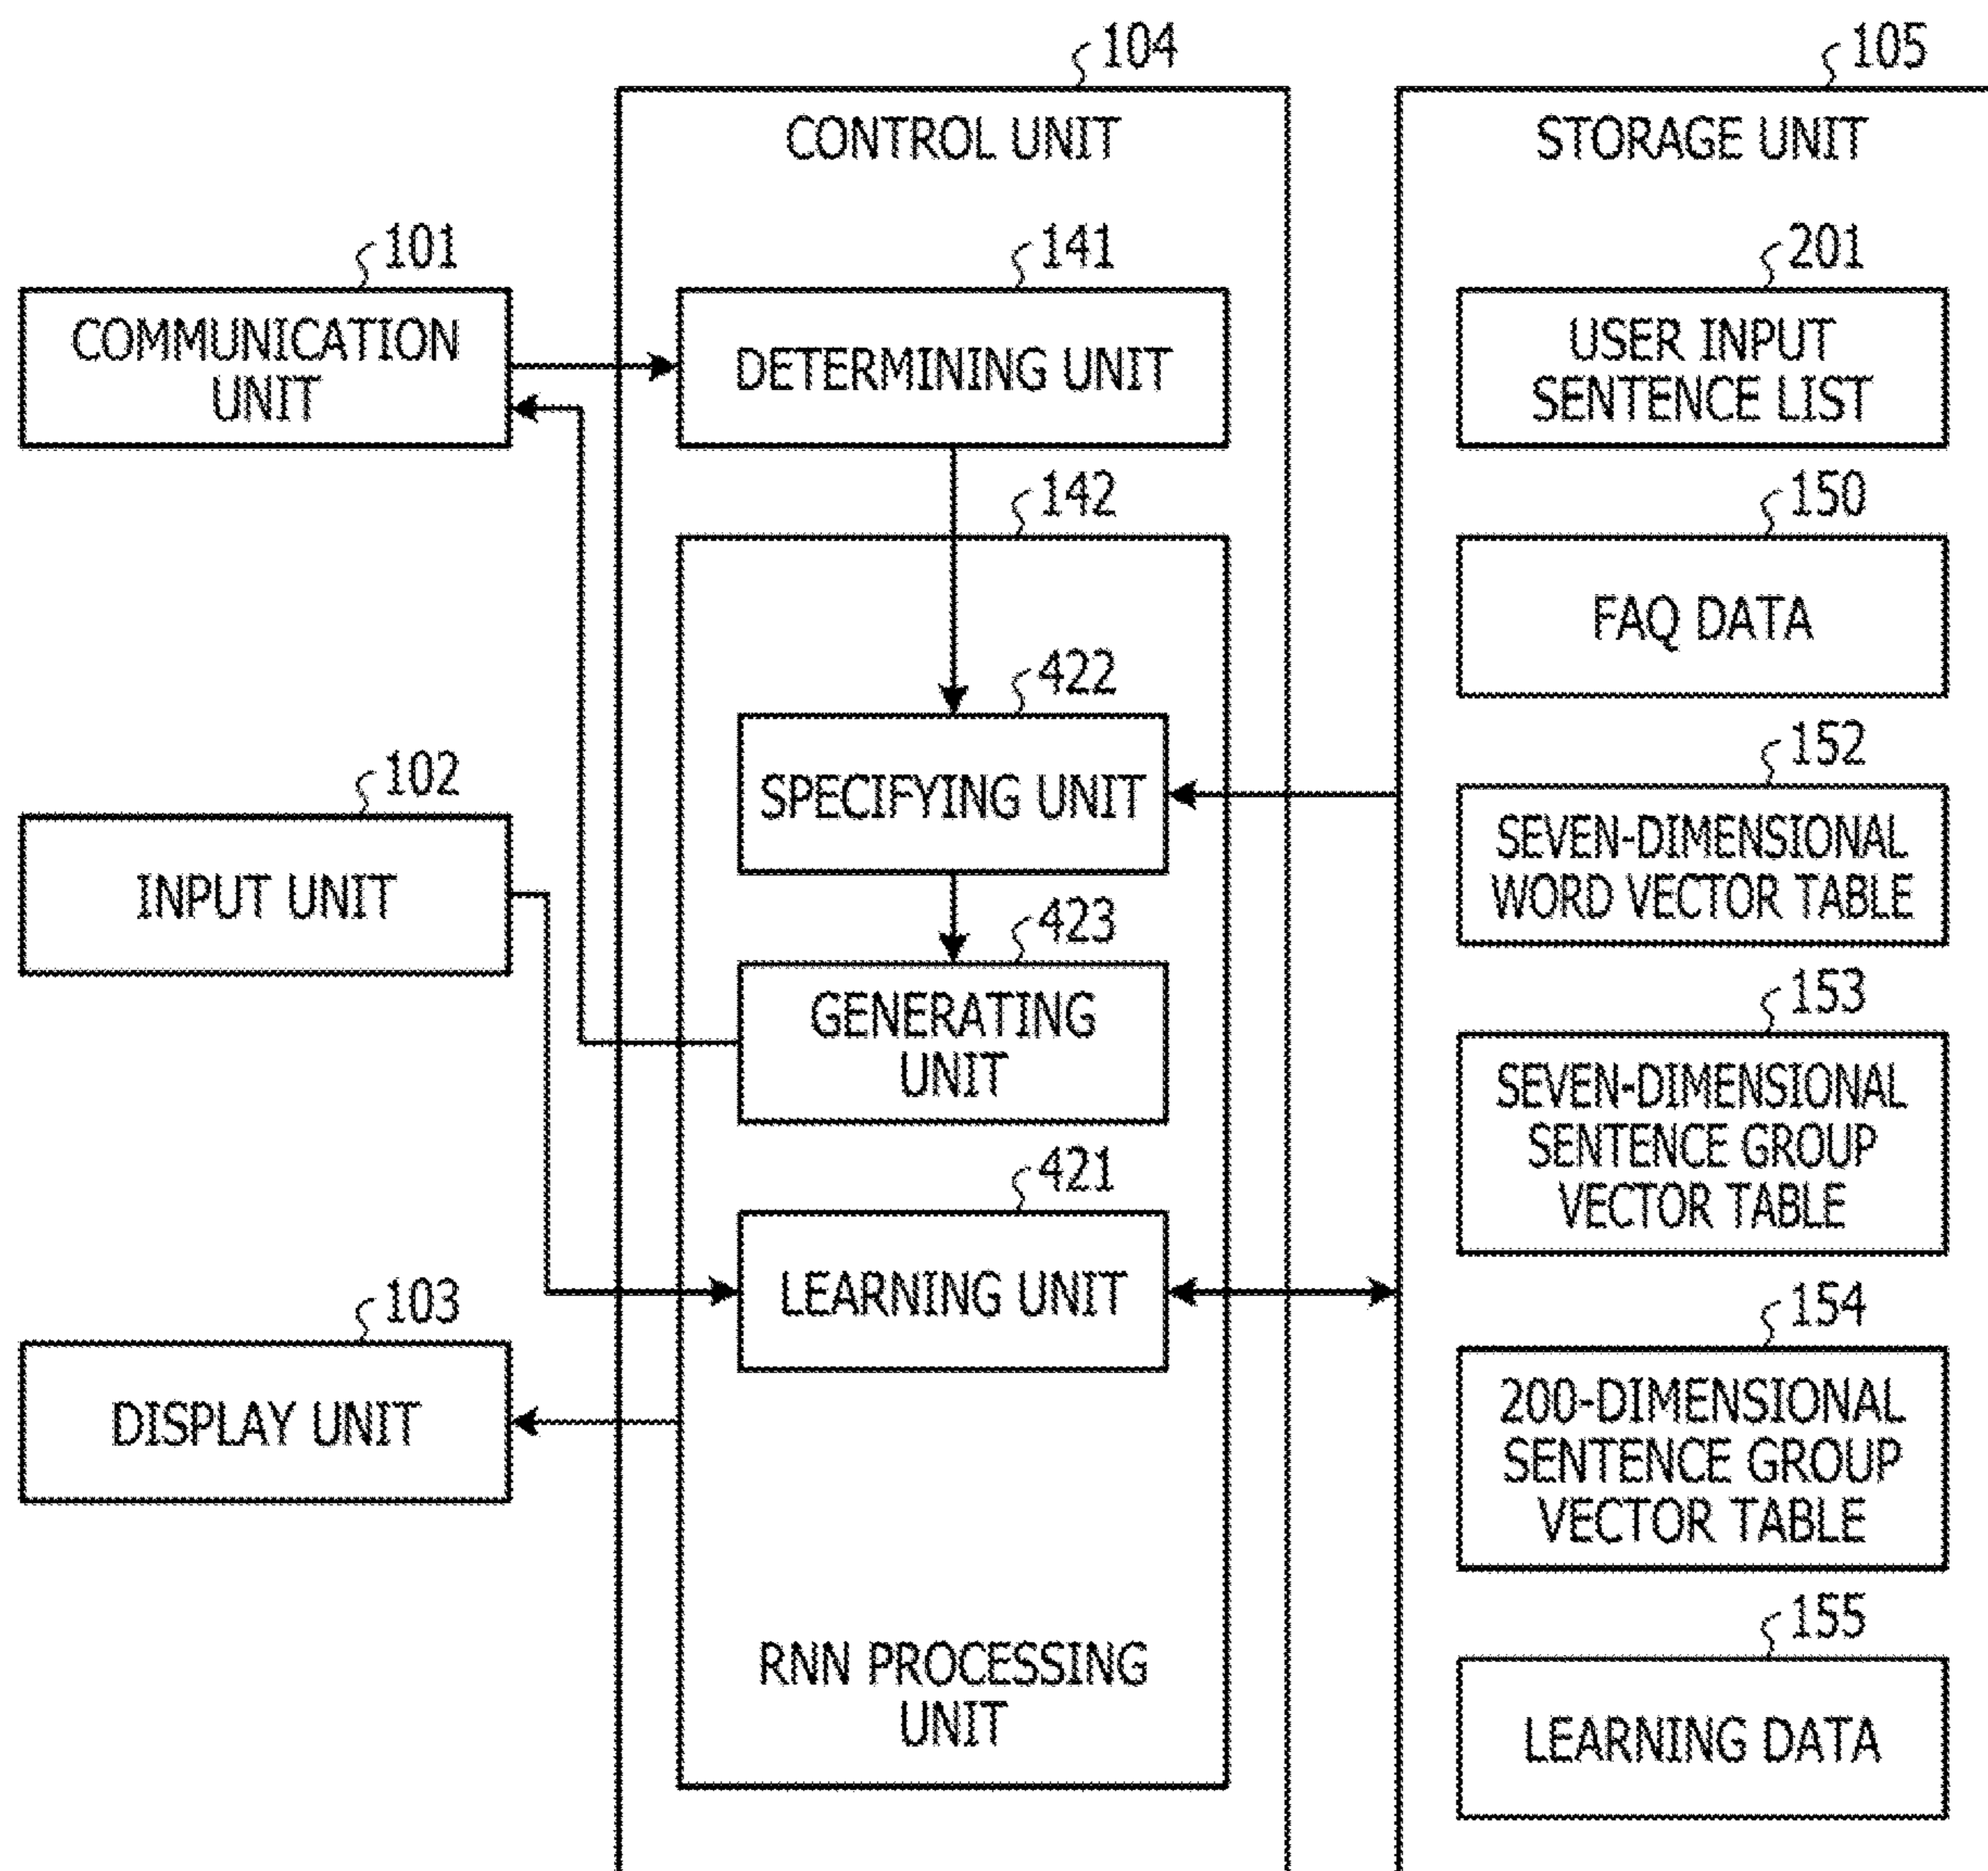 104
CONTROL UNIT
105
STORAGE UNIT
101
COMMUNICATION
UNIT
141
DETERMINING UNIT
201
USER INPUT
SENTENCE LIST
142
150
FAQ DATA
422
SPECIFYING UNIT
152
SEVEN-DIMENSIONAL
WORD VECTOR TABLE
102
INPUT UNIT
423
GENERATING
UNIT
153
SEVEN-DIMENSIONAL
SENTENCE GROUP
VECTOR TABLE
421
LEARNING UNIT
103
DISPLAY UNIT
154
200-DIMENSIONAL
SENTENCE GROUP
VECTOR TABLE
RNN PROCESSING
UNIT
155
LEARNING DATA